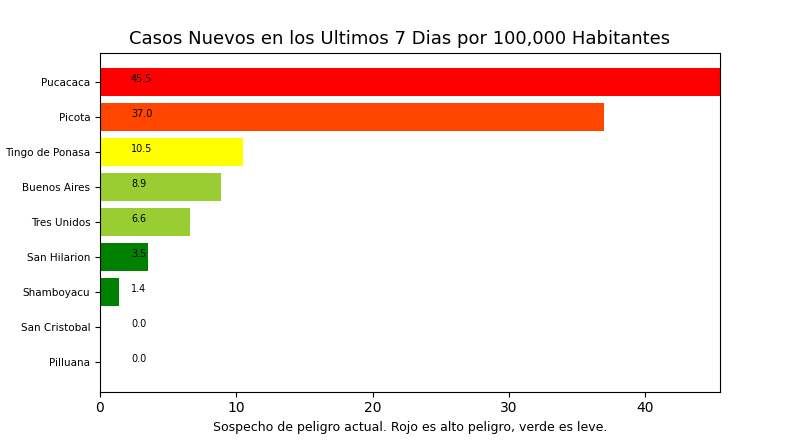 Casos Nuevos en los Ultimos 7 Dias por 100,000 Habitantes
Pucacaca 45.5
Picota 37.0
Tingo de Ponasa 10.5
Buenos Aires 8.9
Tres Unidos 6.6
San Hilarion 3.5
Shamboyacu 1.4
San Cristobal 0.0
Pilluana 0.0
0 10 20 30 40
Sospecho de peligro actual. Rojo es alto peligro, verde es leve.